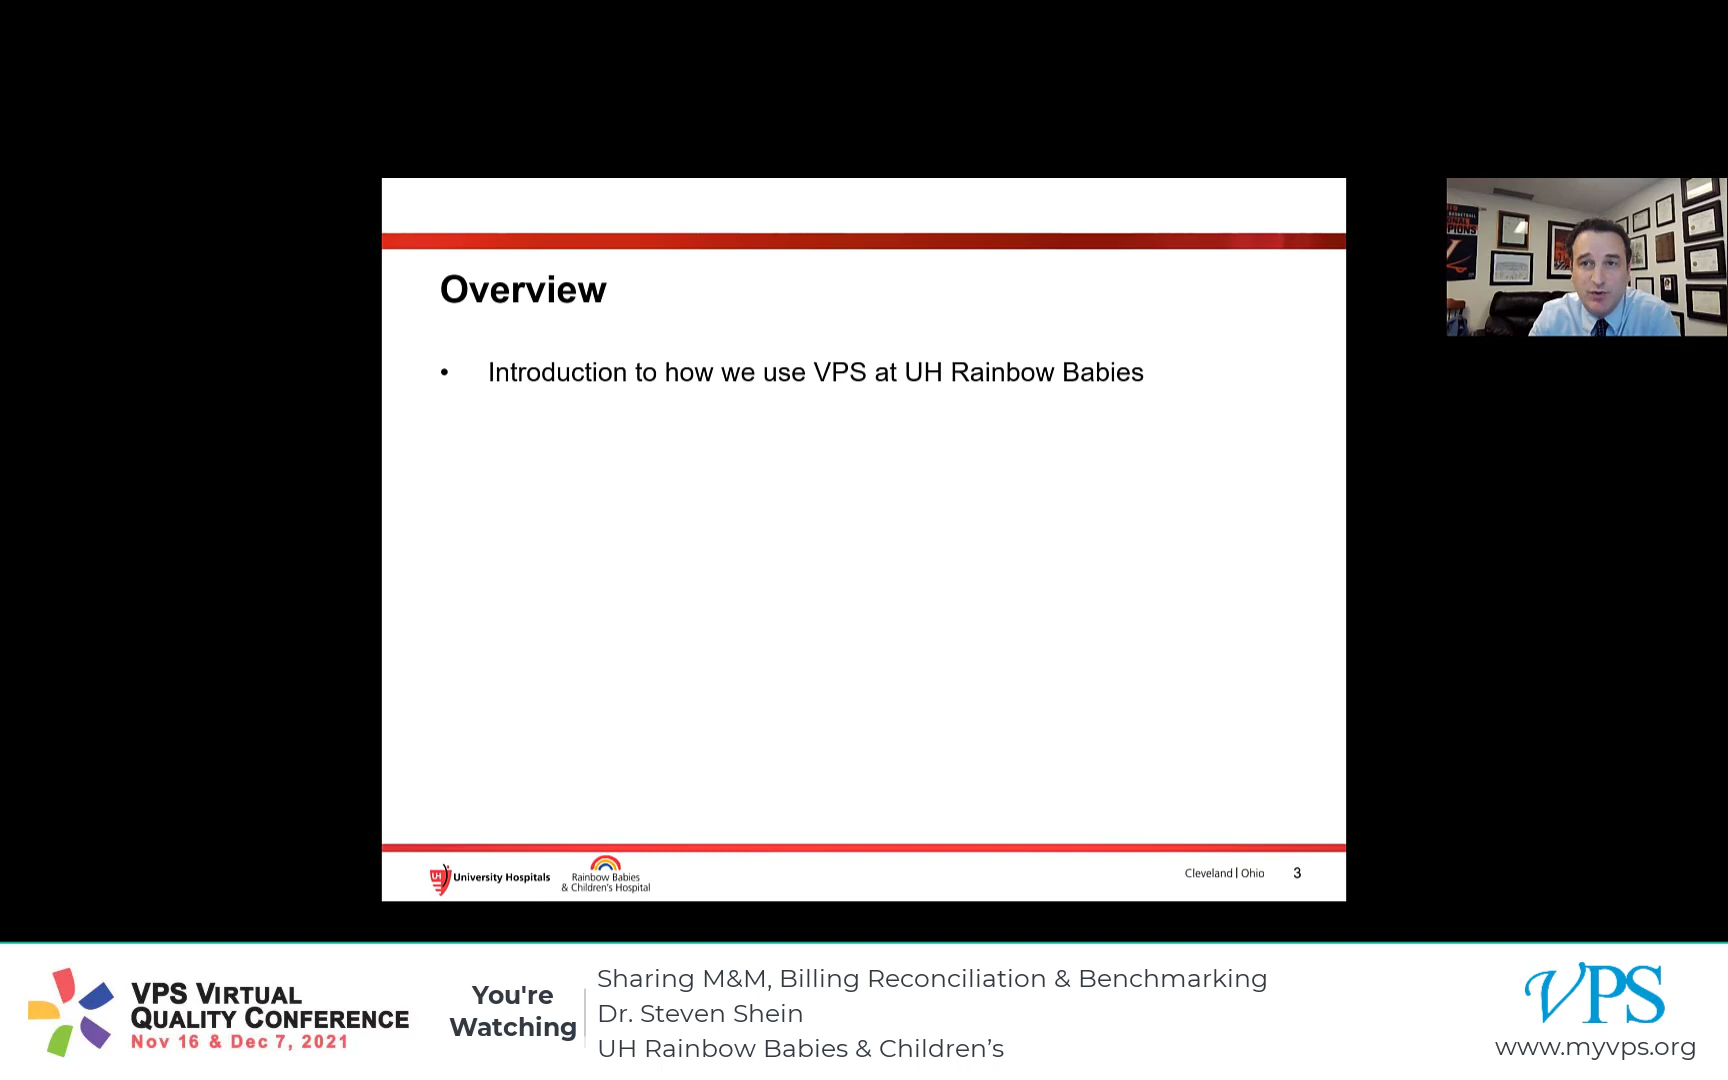 Overview
• Introduction to how we use VPS at UH Rainbow Babies
UH University Hospitals
Rainbow Babies
& Children's Hospital
Cleveland | Ohio 3
PIONS
VPS VIRTUAL
QUALITY CONFERENCE
Nov 16 & Dec 7, 2021
You're
Watching
Sharing M&M, Billing Reconciliation & Benchmarking
Dr. Steven Shein
UH Rainbow Babies & Children’s
VPS
www.myvps.org